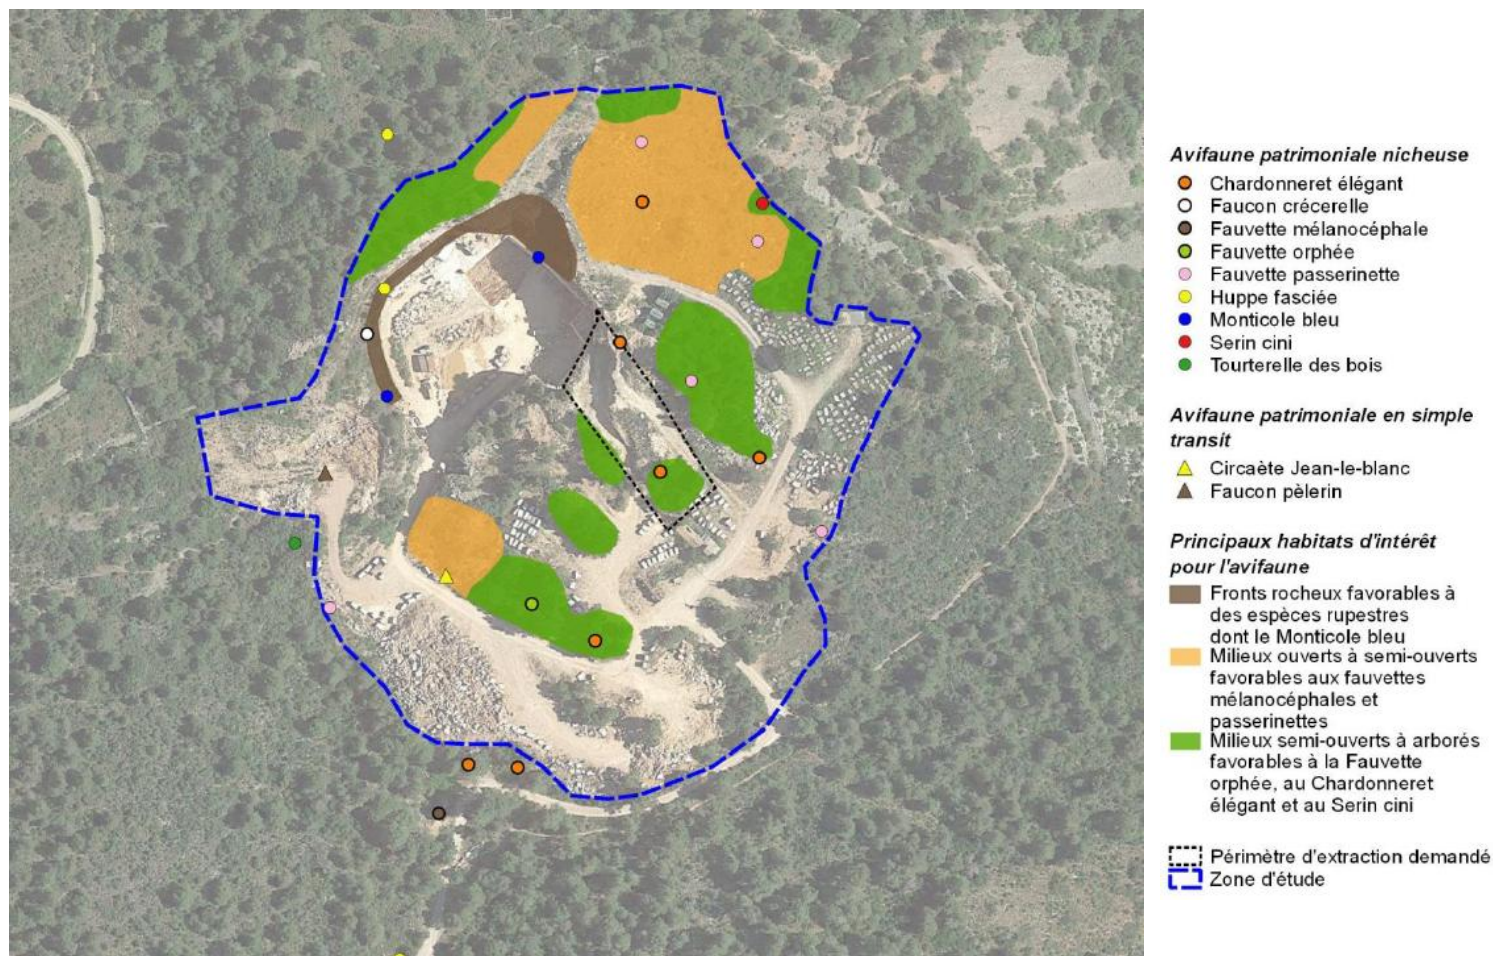 Avifaune patrimoniale nicheuse
Chardonneret élégant
Faucon crécerelle
Fauvette mélanocéphale
Fauvette orphée
Fauvette passerinette
Huppe fasciée
Monticole bleu
Serin cini
Tourterelle des bois
Avifaune patrimoniale en simple
transit
Circaète Jean-le-blanc
Faucon pèlerin
Principaux habitats d'intérêt
pour l'avifaune
Fronts rocheux favorables à
des espèces rupestres
dont le Monticole bleu
Milieux ouverts à semi-ouverts
favorables aux fauvettes
mélanocéphales et
passerinettes
Milieux semi-ouverts à arborés
favorables à la Fauvette
orphée, au Chardonneret
élégant et au Serin cini
Périmètre d'extraction demandé
Zone d'étude